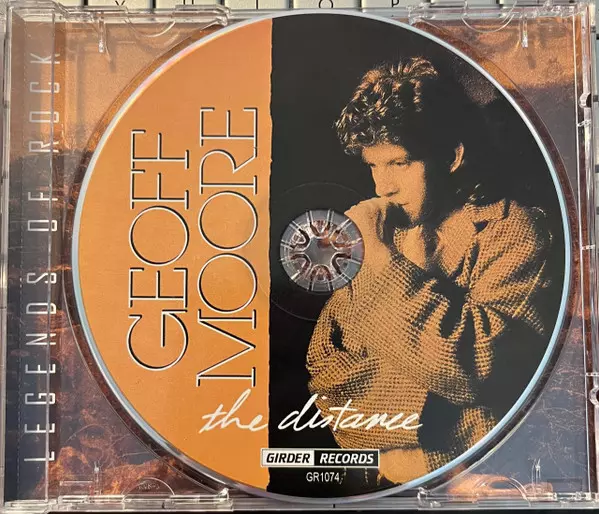 LEGENDS OF ROCK
GEOFF
MOORE
the distance
GIRDER RECORDS
GR1074